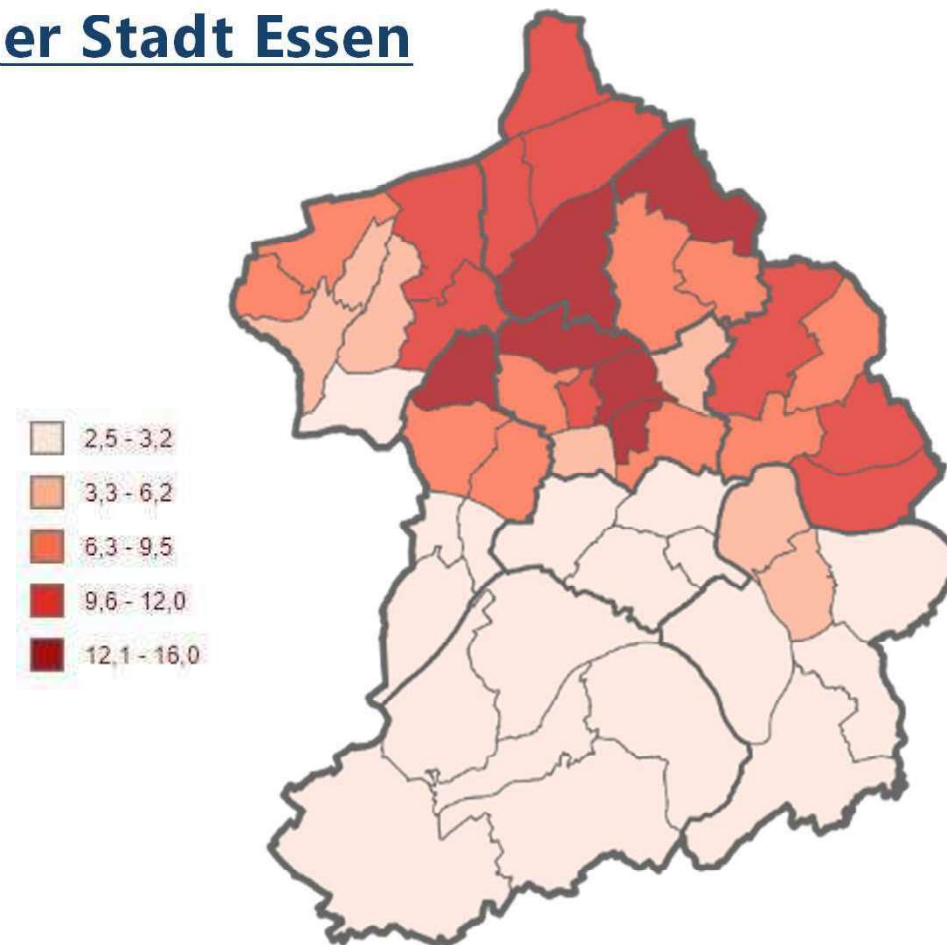 er Stadt Essen
2,5 - 3,2
3,3 - 6,2
6,3 - 9,5
9,6 - 12,0
12,1 - 16,0